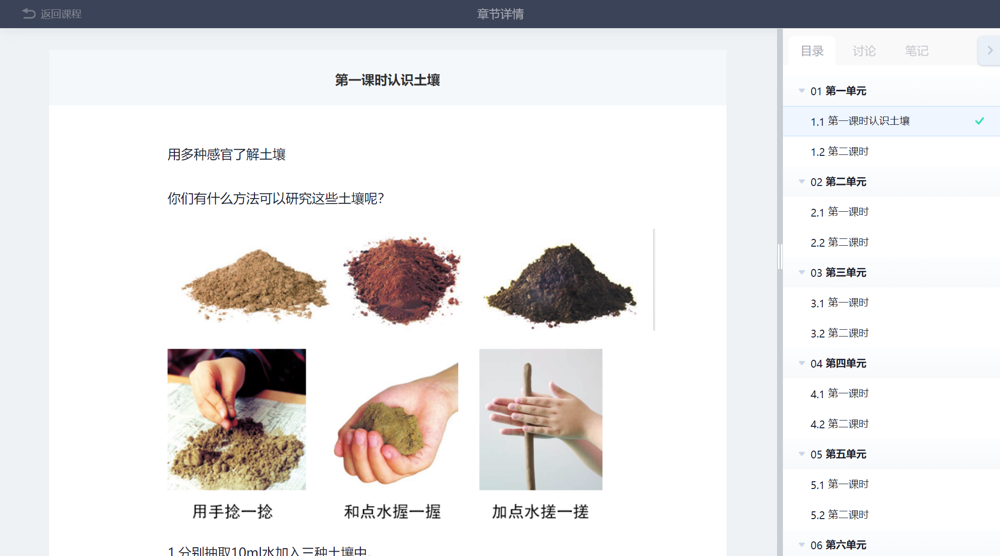 返回课程
章节详情
目录 讨论 笔记
第一课时认识土壤
用多种感官了解土壤
你们有什么方法可以研究这些土壤呢?
用手捻一捻
和点水握一握
加点水搓一搓
1.分别抽取10ml水加入三种土壤中,
01 第一单元
1.1 第一课时认识土壤
1.2 第二课时
02 第二单元
2.1 第一课时
2.2 第二课时
03 第三单元
3.1 第一课时
3.2 第二课时
04 第四单元
4.1 第一课时
4.2 第二课时
05 第五单元
5.1 第一课时
5.2 第二课时
06 第六单元